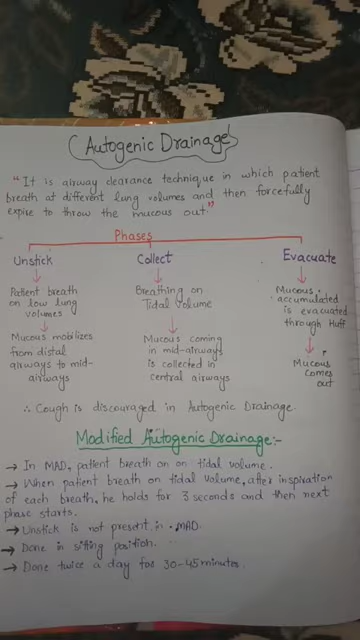 Autogenic Drainage
"It is airway clearance technique in which patient
breath at different lung volumes and then forcefully
expire to throw the mucous out"
Phases
Unstick
Patient breath
on low lung
volumes
Mucous mobilizes
from distal
airways to mid-
airways
Collect
Breathing on
Tidal volume
Mucous coming
in mid-airways
is collected in
central airways
Evacuate
Mucous
accumulated
is evacuated
through Huff
Mucous
comes
out
∴ Cough is discouraged in Autogenic Drainage.
Modified Autogenic Drainage:-
→ In MAD, patient breath on on tidal volume.
→ When patient breath on tidal volume, after inspiration
of each breath, he holds for 3 seconds and then next
phase starts.
→ Unstick is not present in MAD.
→ Done in sitting position.
→ Done twice a day for 30-45 minutes.